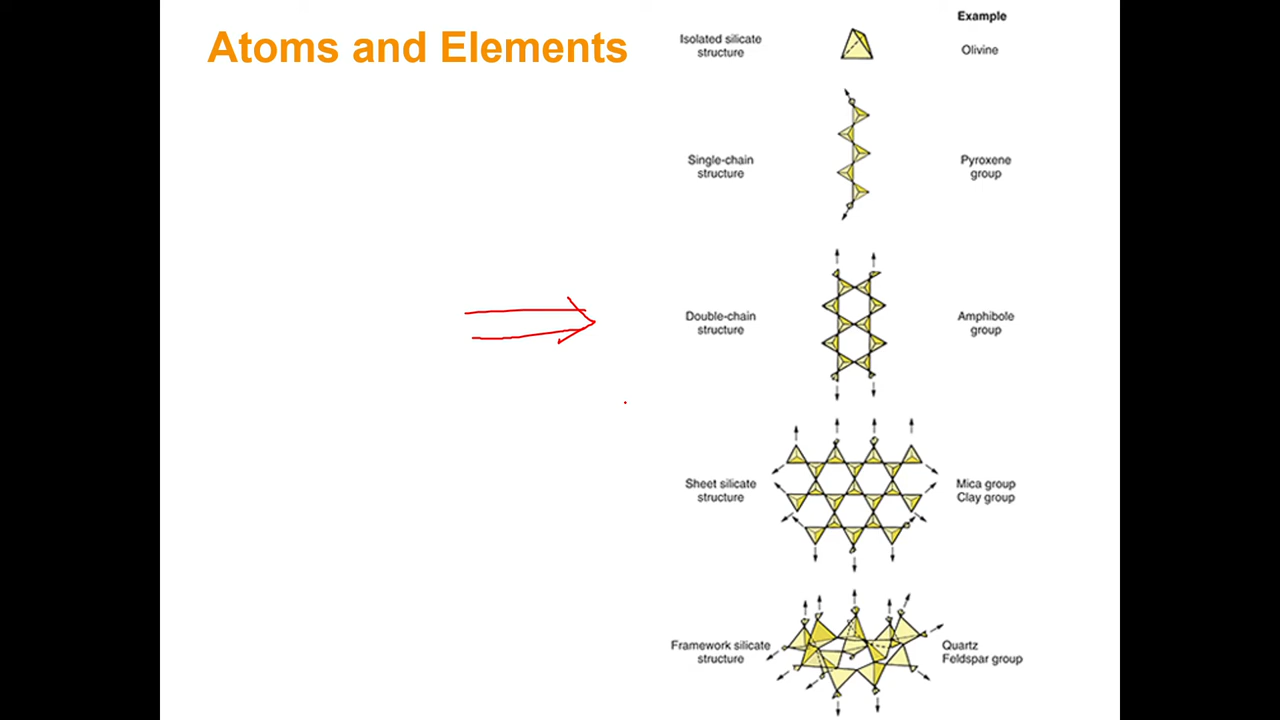 Atoms and Elements
Example
Isolated silicate
structure
Olivine
Single-chain
structure
Pyroxene
group
Double-chain
structure
Amphibole
group
Sheet silicate
structure
Mica group
Clay group
Framework silicate
structure
Quartz
Feldspar group